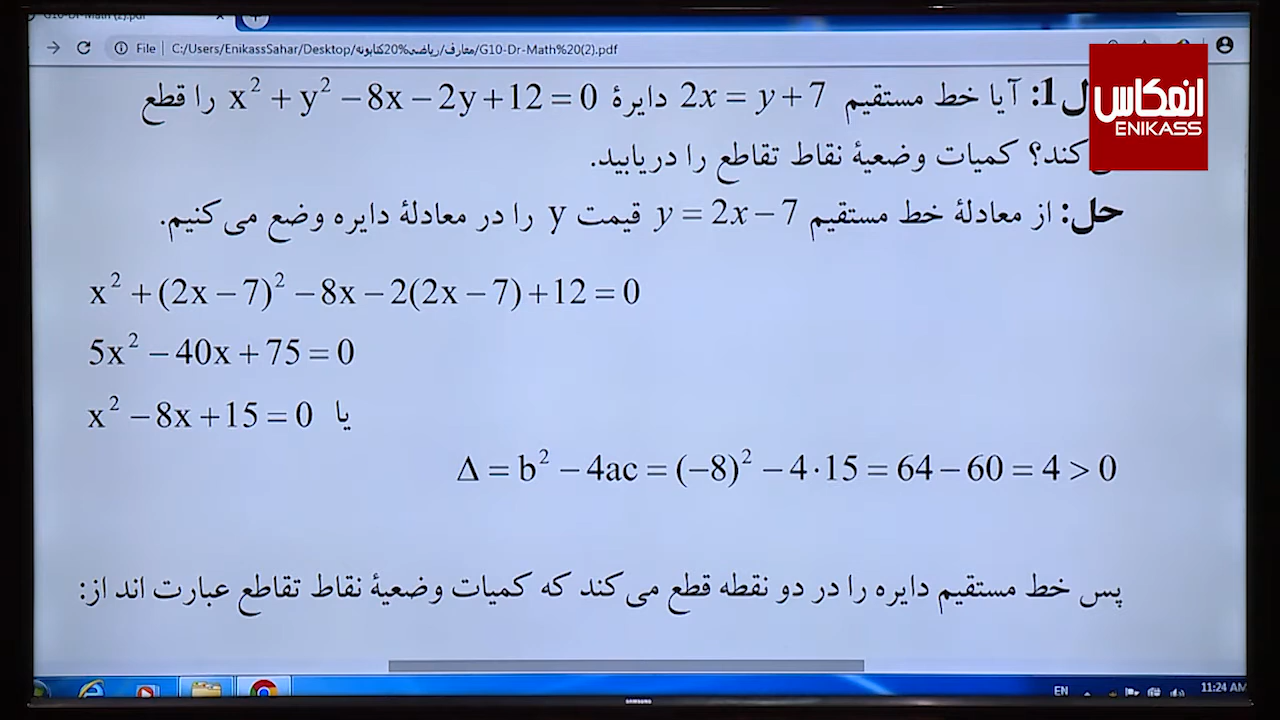 G10-Dr-Math (2).pdf
File | C:/Users/EnikassSahar/Desktop/معارف/ریاضی%20کتابونه/G10-Dr-Math%20(2).pdf
انعکاس
ENIKASS
ل1: آیا خط مستقیم 2x = y + 7 دایرهٔ x² + y² − 8x − 2y + 12 = 0 را قطع
کند؟ کمیات وضعیهٔ نقاط تقاطع را دریابید.
حل: از معادلهٔ خط مستقیم y = 2x − 7 قیمت y را در معادلهٔ دایره وضع می‌کنیم.
x² + (2x − 7)² − 8x − 2(2x − 7) + 12 = 0
5x² − 40x + 75 = 0
x² − 8x + 15 = 0 یا
Δ = b² − 4ac = (−8)² − 4·15 = 64 − 60 = 4 > 0
پس خط مستقیم دایره را در دو نقطه قطع می‌کند که کمیات وضعیهٔ نقاط تقاطع عبارت اند از:
EN 11:24 AM
SAMSUNG